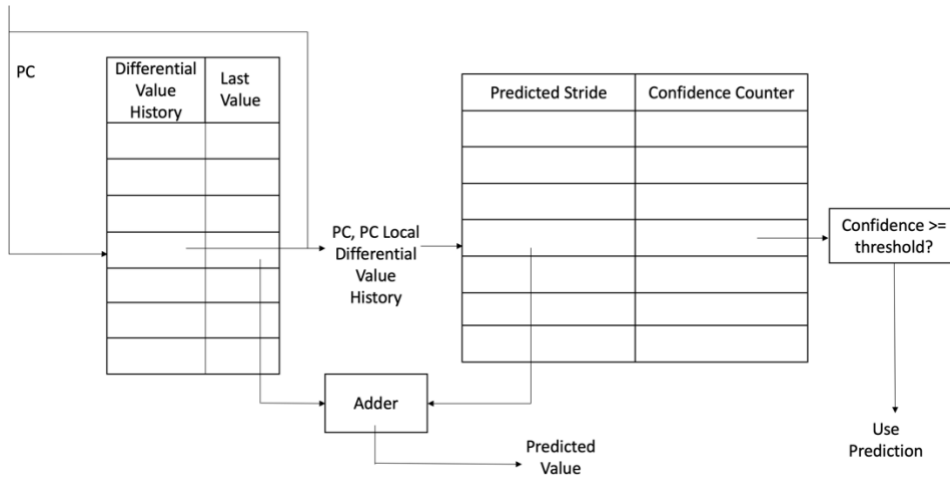 PC
Differential
Value
History
Last
Value
Predicted Stride
Confidence Counter
PC, PC Local
Differential
Value
History
Confidence >=
threshold?
Adder
Predicted
Value
Use
Prediction